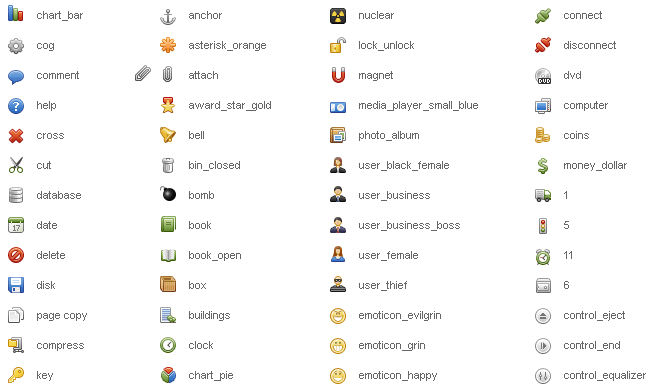 chart_bar anchor nuclear connect
cog asterisk_orange lock_unlock disconnect
comment attach magnet DVD dvd
help award_star_gold media_player_small_blue computer
cross bell photo_album coins
cut bin_closed user_black_female money_dollar
database bomb user_business 1
17 date book user_business_boss 5
delete book_open user_female 11
disk box user_thief 6
page copy buildings emoticon_evilgrin control_eject
compress clock emoticon_grin control_end
key chart_pie emoticon_happy control_equalizer